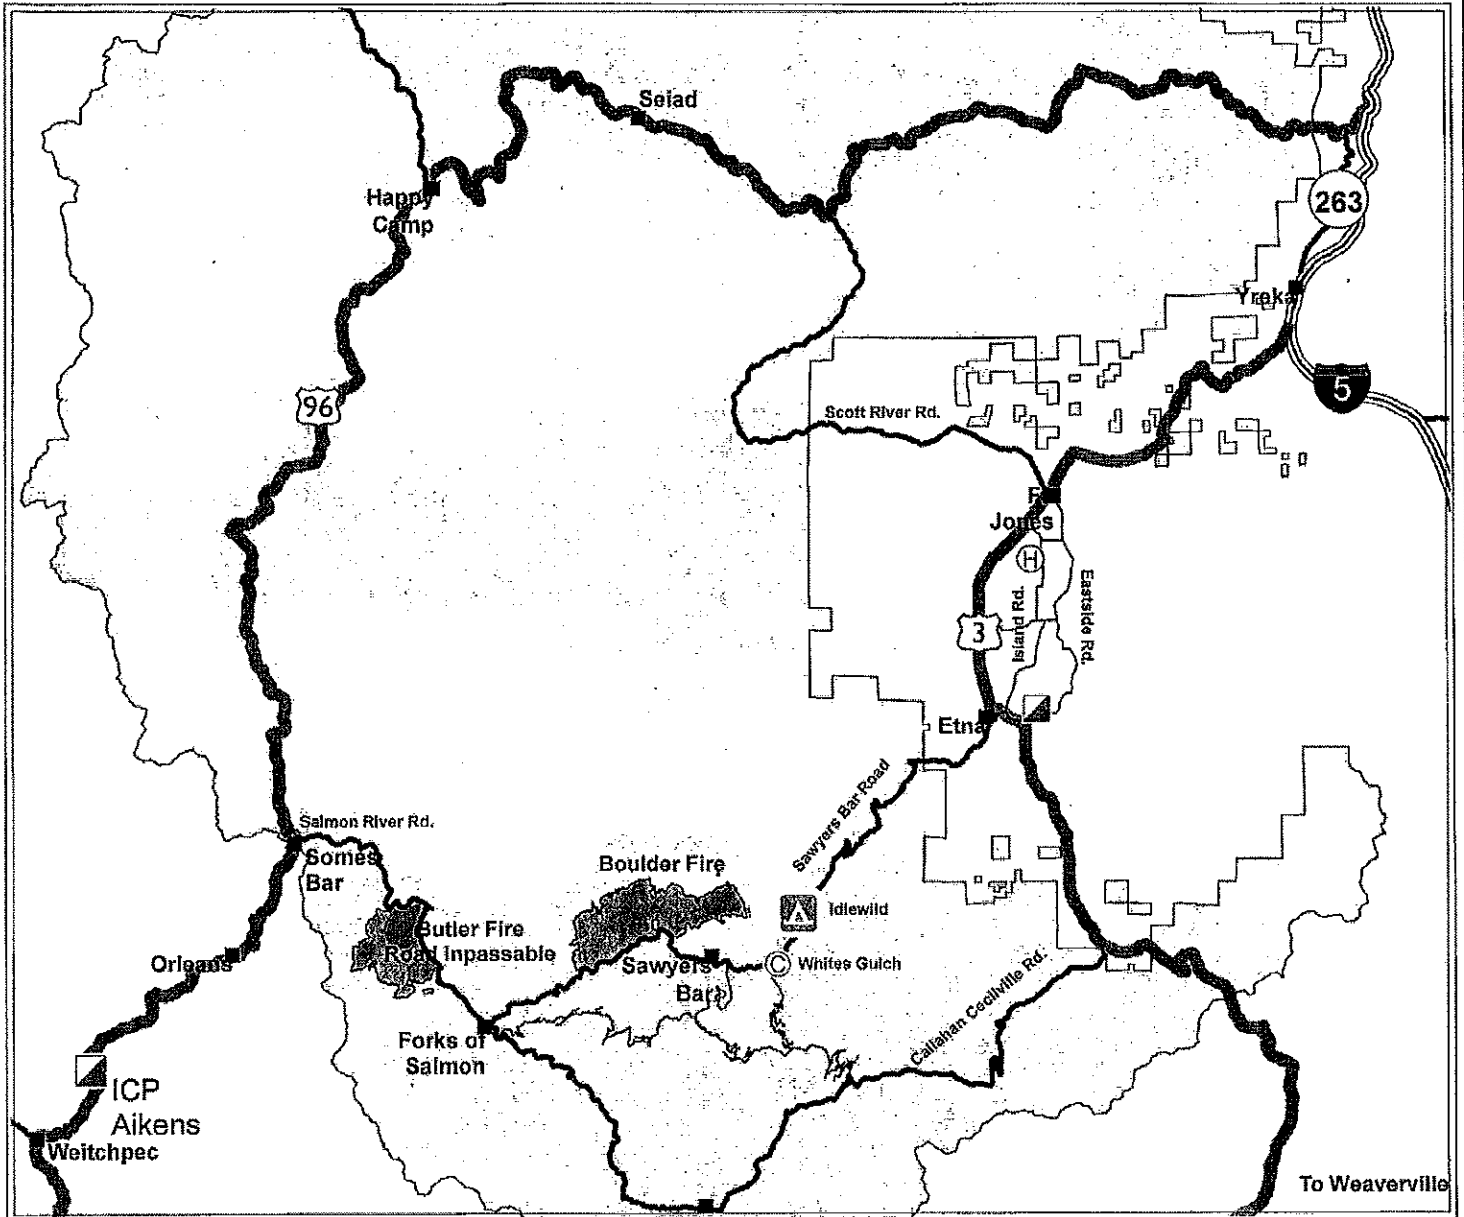 Seiad
Happy
Camp
263
Yreka
96
5
Scott River Rd.
Jones
H
Island Rd.
Eastside Rd.
3
Etna
Sawyers Bar Road
Salmon River Rd.
Somes
Bar
Boulder Fire
Idlewild
Butler Fire
Road Inpassable
Orleans
Sawyers
Bar
C
Whites Gulch
Callahan Cecilville Rd.
Forks of
Salmon
ICP
Aikens
Weitchpec
To Weaverville